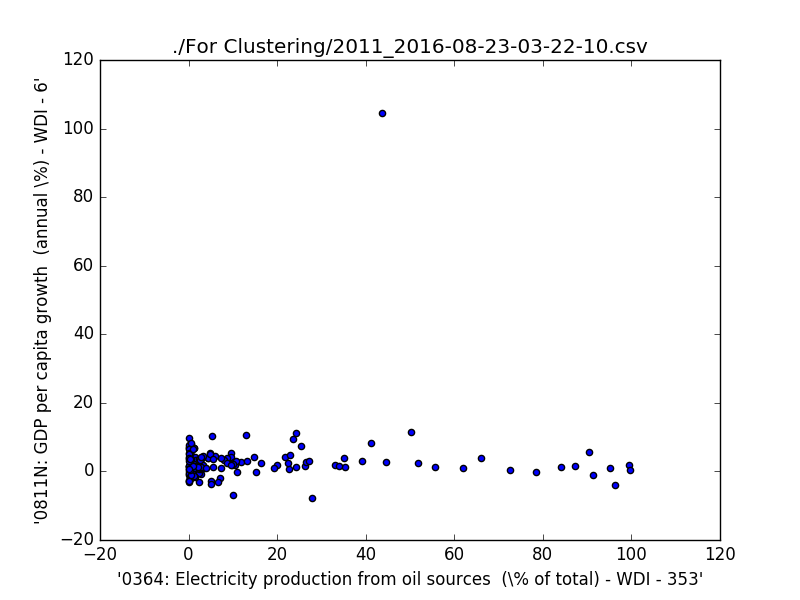 ./For Clustering/2011_2016-08-23-03-22-10.csv
120
100
80
60
40
20
0
−20
'0811N: GDP per capita growth  (annual \%) - WDI - 6'
−20 0 20 40 60 80 100 120
'0364: Electricity production from oil sources  (\% of total) - WDI - 353'